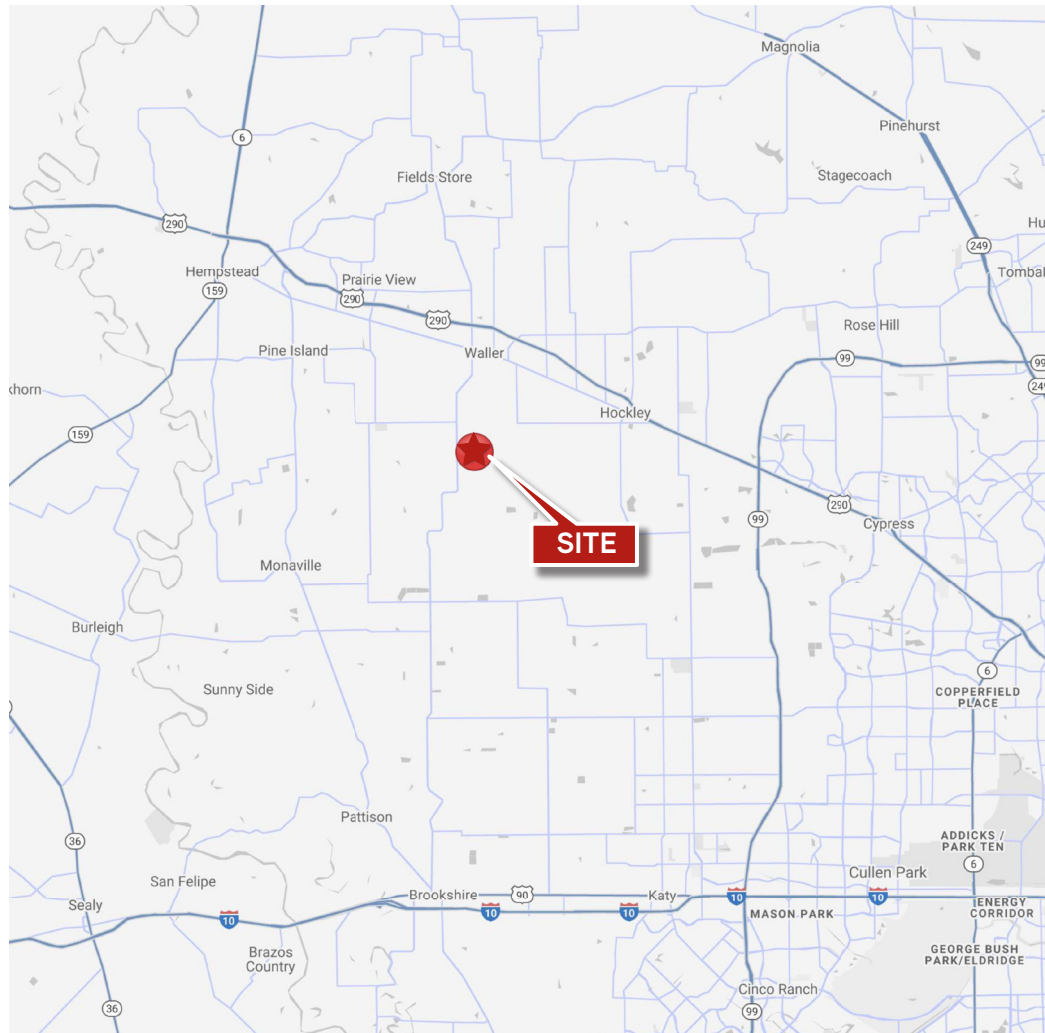 Magnolia
Pinehurst
6
Stagecoach
Fields Store
290
Hu
249
Hempstead
Tombal
Prairie View
159
290
290
Rose Hill
Pine Island
Waller
99
99
249
khorn
Hockley
159
290
99
Cypress
SITE
Monaville
Burleigh
6
Sunny Side
COPPERFIELD
PLACE
Pattison
36
ADDICKS /
PARK TEN
6
Cullen Park
San Felipe
Brookshire
90
Katy
10
10
Sealy
10
10
10
MASON PARK
ENERGY
CORRIDOR
Brazos
Country
GEORGE BUSH
PARK/ELDRIDGE
Cinco Ranch
36
99